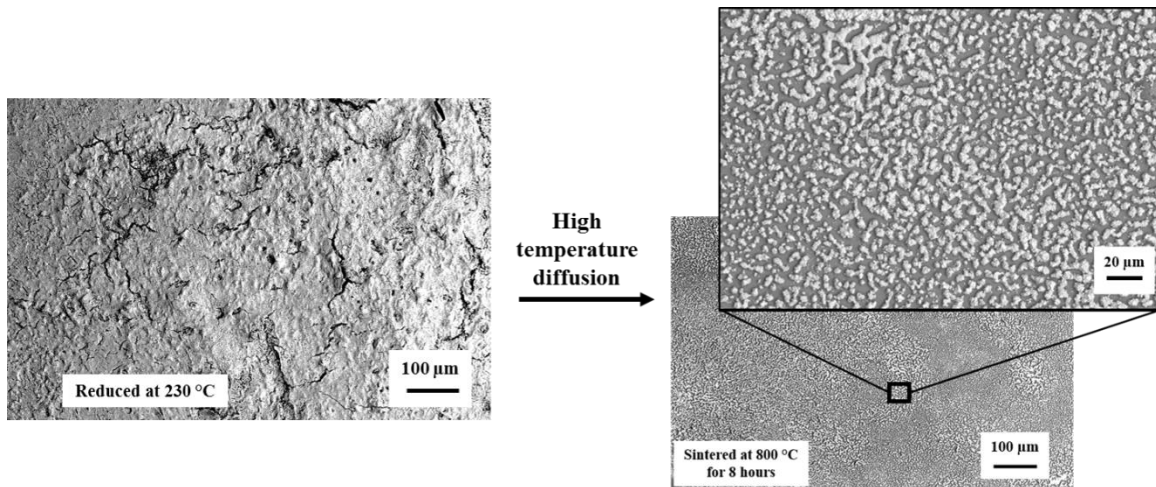 Reduced at 230 °C
100 µm
High
temperature
diffusion
20 µm
Sintered at 800 °C
for 8 hours
100 µm